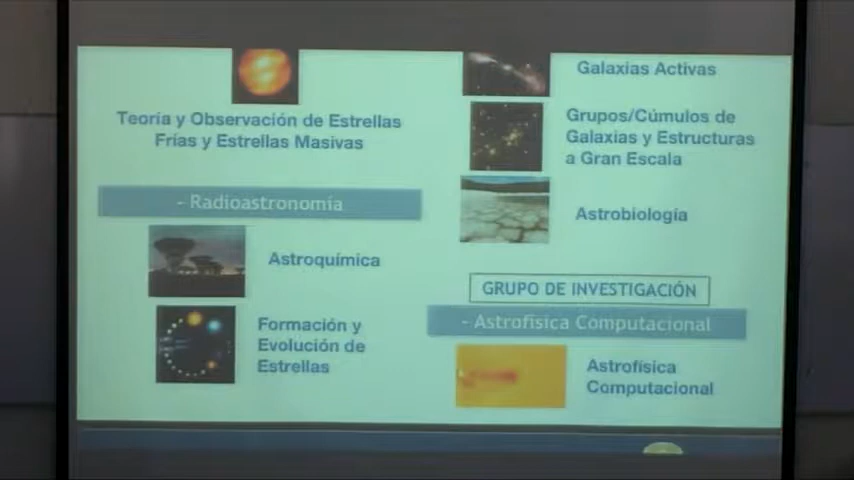 Teoría y Observación de Estrellas
Frías y Estrellas Masivas
- Radioastronomía
Astroquímica
Formación y
Evolución de
Estrellas
Galaxias Activas
Grupos/Cúmulos de
Galaxias y Estructuras
a Gran Escala
Astrobiología
GRUPO DE INVESTIGACIÓN
- Astrofísica Computacional
Astrofísica
Computacional